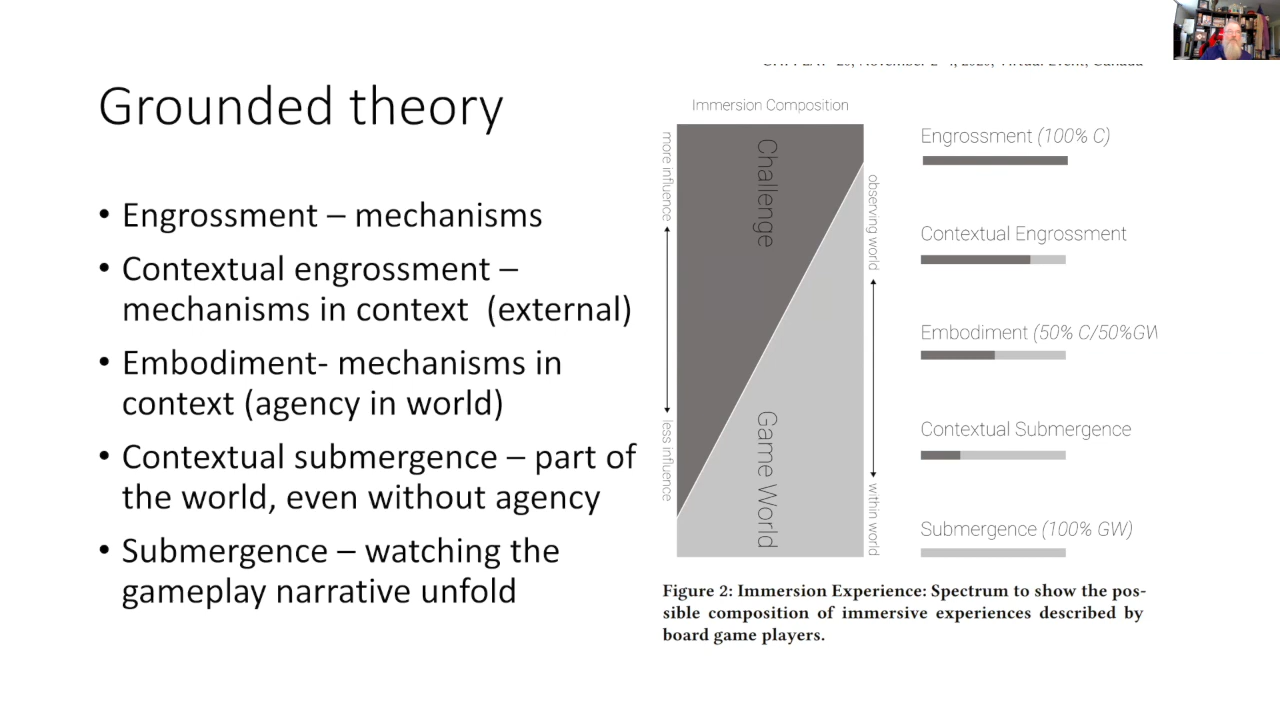 Grounded theory
• Engrossment – mechanisms
• Contextual engrossment –
mechanisms in context (external)
• Embodiment- mechanisms in
context (agency in world)
• Contextual submergence – part of
the world, even without agency
• Submergence – watching the
gameplay narrative unfold
Immersion Composition
more influence
less influence
Challenge
Game World
observing world
within world
Engrossment (100% C)
Contextual Engrossment
Embodiment (50% C/50%GW
Contextual Submergence
Submergence (100% GW)
Figure 2: Immersion Experience: Spectrum to show the pos-
sible composition of immersive experiences described by
board game players.